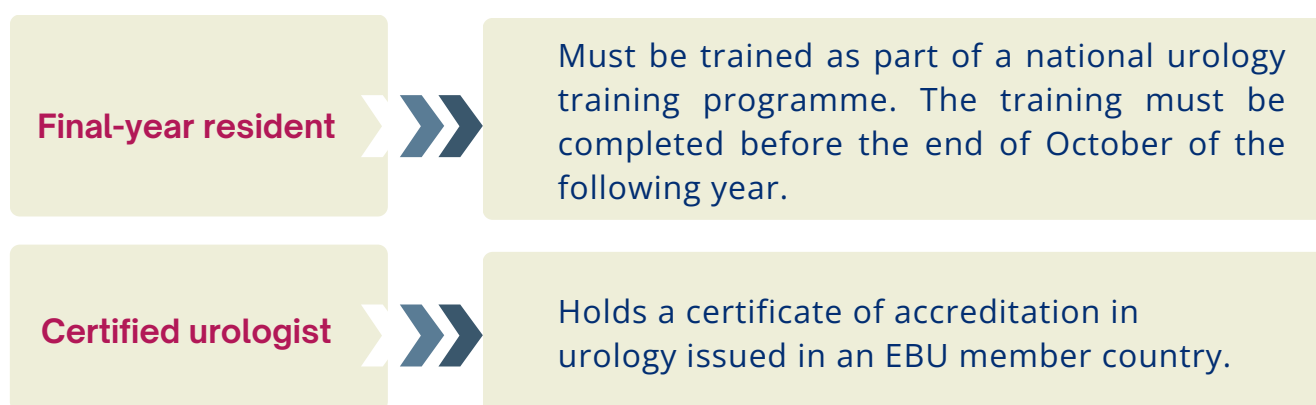 Final-year resident
Must be trained as part of a national urology
training programme. The training must be
completed before the end of October of the
following year.
Certified urologist
Holds a certificate of accreditation in
urology issued in an EBU member country.